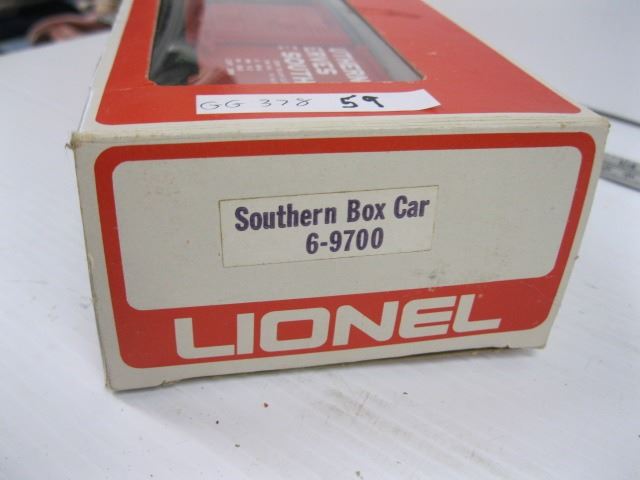 GG 378 59
Southern Box Car
6-9700
LIONEL